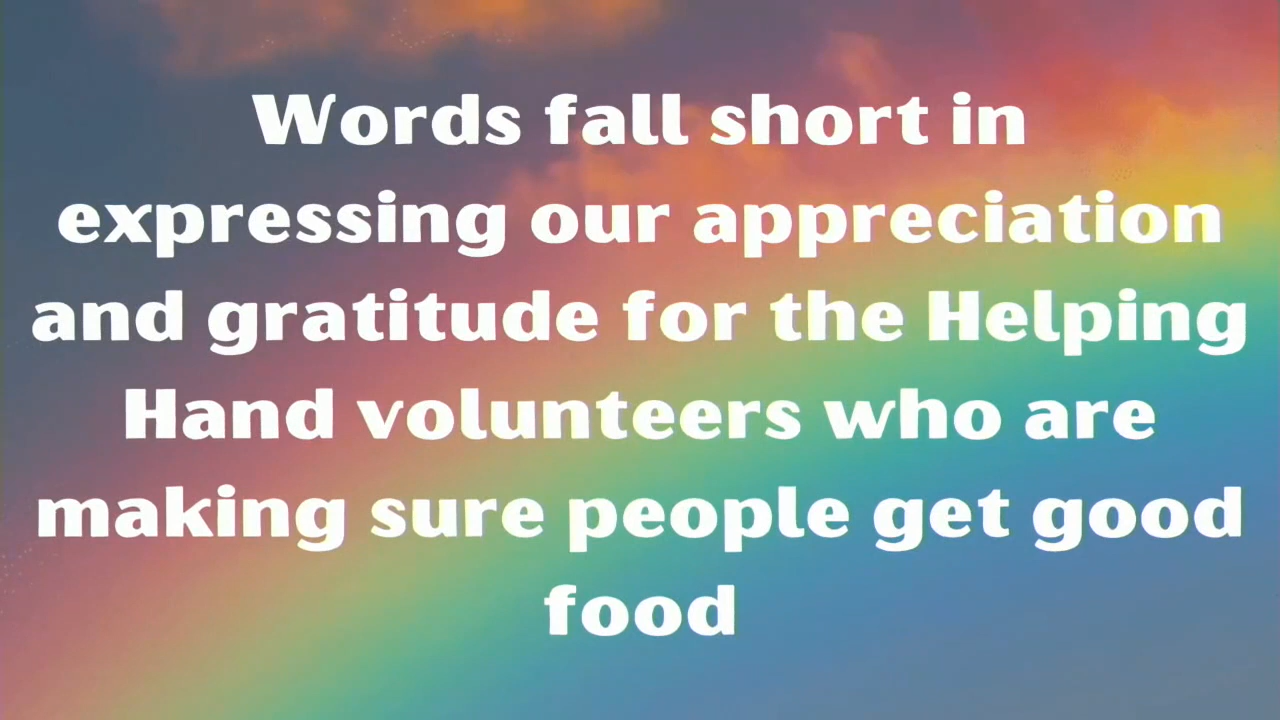 Words fall short in
expressing our appreciation
and gratitude for the Helping
Hand volunteers who are
making sure people get good
food